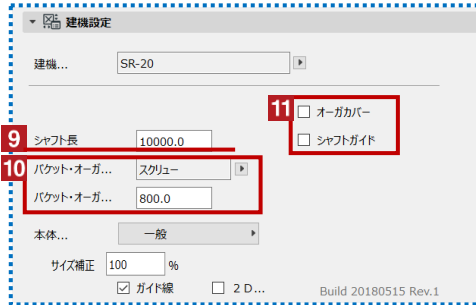 建機設定
建機... SR-20
11 オーガカバー
9 シャフト長 10000.0 シャフトガイド
10 バケット・オーガ... スクリュー
バケット・オーガ... 800.0
本体... 一般
サイズ補正 100 %
ガイド線 2 D...
Build 20180515 Rev.1